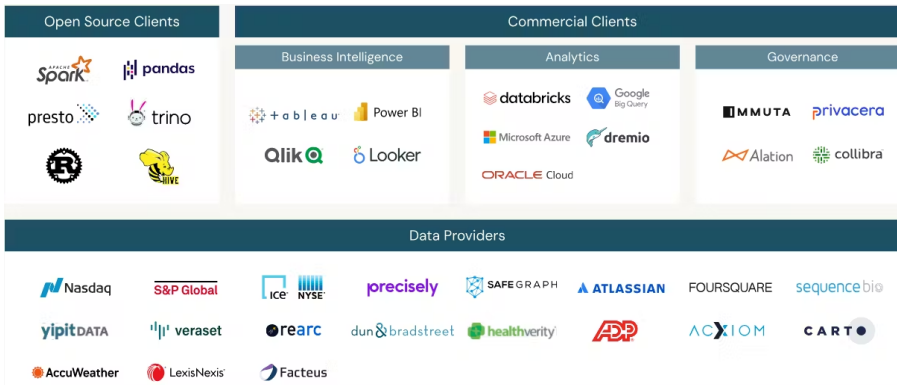 Open Source Clients
Commercial Clients
Business Intelligence
Analytics
Governance
APACHE
Spark
pandas
presto
trino
R
HIVE
+ a b l e a u
Power BI
Qlik
Looker
databricks
Google
Big Query
Microsoft Azure
dremio
ORACLE Cloud
IMMUTA
privacera
Alation
collibra
Data Providers
Nasdaq
S&P Global
ICE
NYSE
precisely
SAFEGRAPH
ATLASSIAN
FOURSQUARE
sequencebio
yipitDATA
veraset
rearc
dun & bradstreet
healthverity
ADP
ACXIOM
CARTO
AccuWeather
LexisNexis
Facteus